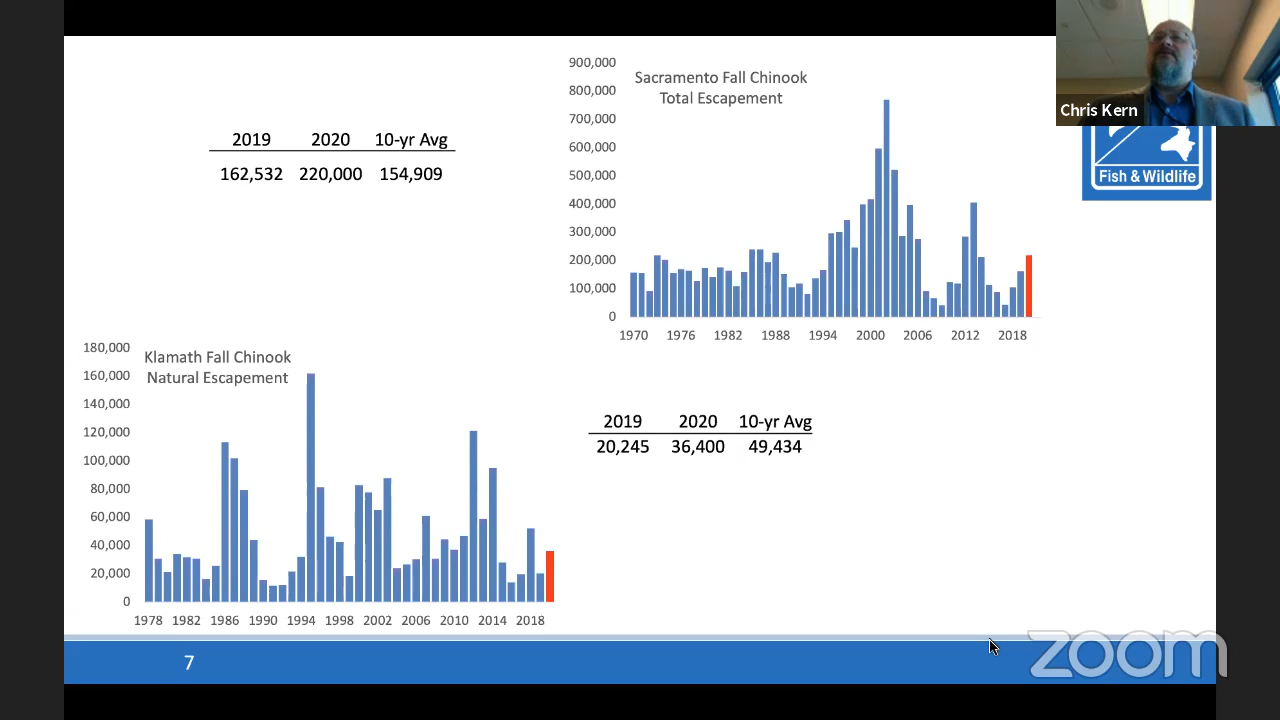 Chris Kern
Fish & Wildlife
2019 2020 10-yr Avg
162,532 220,000 154,909
Sacramento Fall Chinook
Total Escapement
900,000
800,000
700,000
600,000
500,000
400,000
300,000
200,000
100,000
0
1970 1976 1982 1988 1994 2000 2006 2012 2018
Klamath Fall Chinook
Natural Escapement
180,000
160,000
140,000
120,000
100,000
80,000
60,000
40,000
20,000
0
1978 1982 1986 1990 1994 1998 2002 2006 2010 2014 2018
2019 2020 10-yr Avg
20,245 36,400 49,434
7
zoom